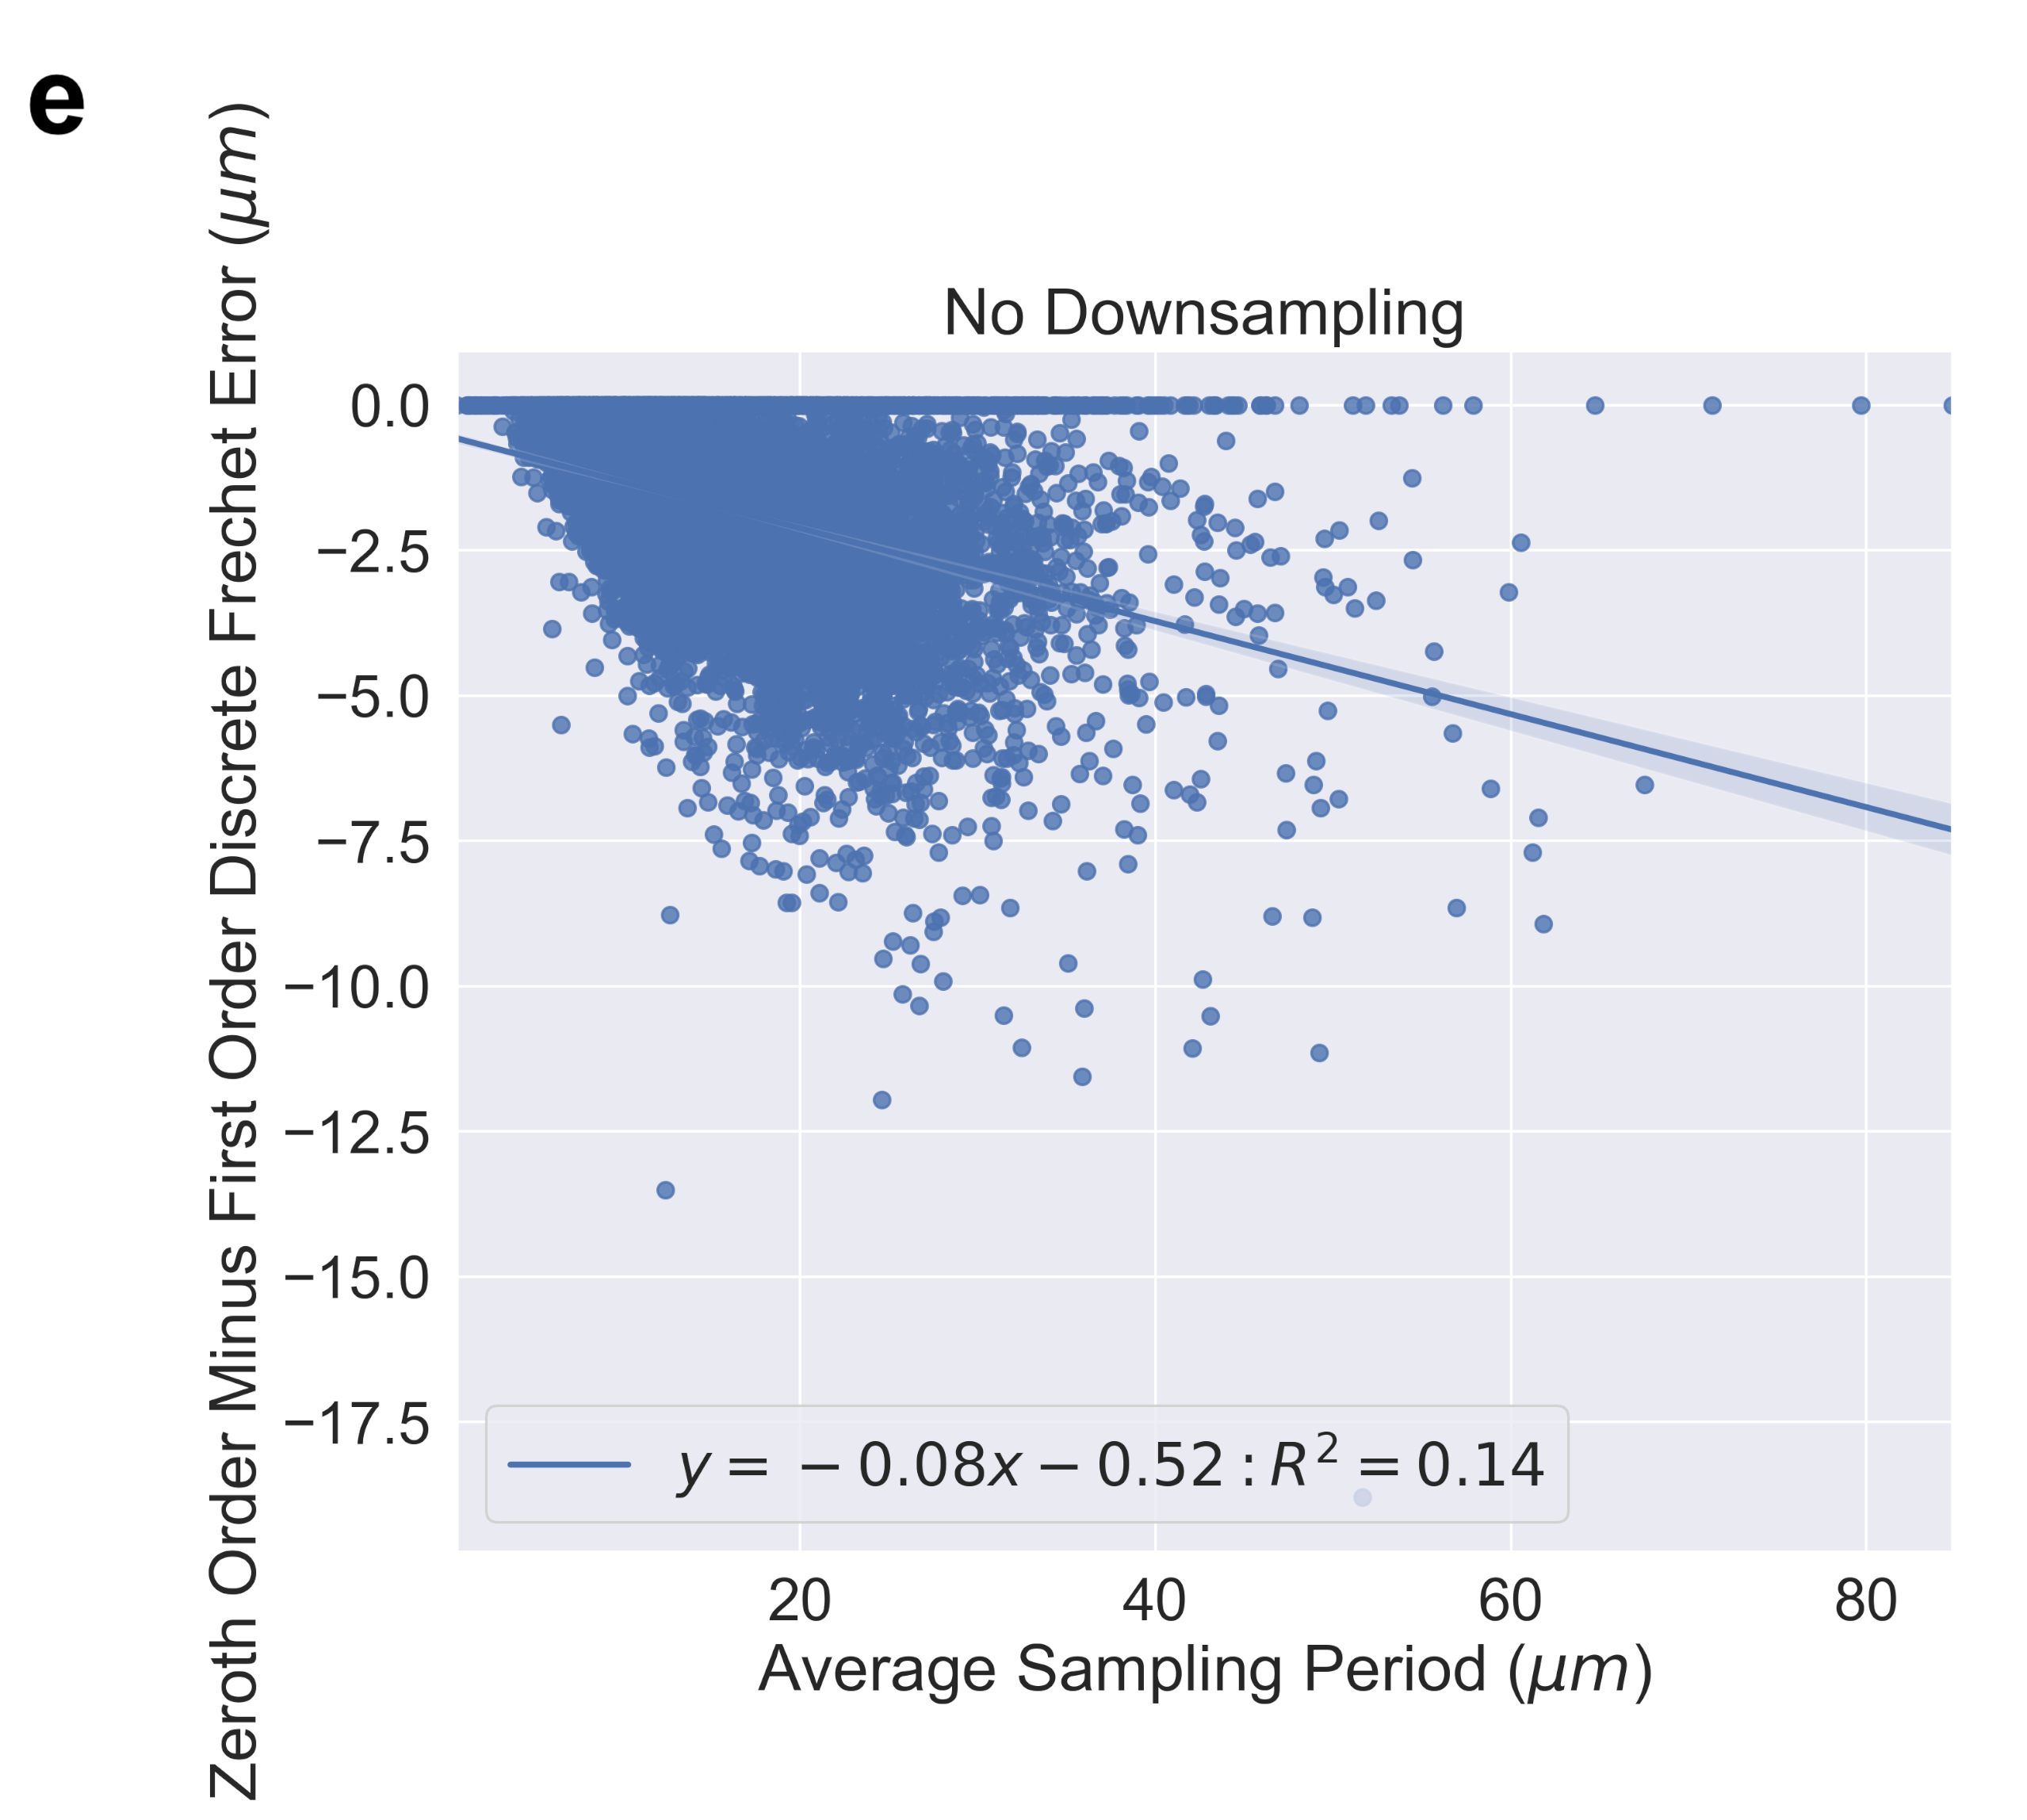 e
Zeroth Order Minus First Order Discrete Frechet Error (μm)
No Downsampling
0.0
−2.5
−5.0
−7.5
−10.0
−12.5
−15.0
−17.5
y = −0.08x − 0.52 : R² = 0.14
20 40 60 80
Average Sampling Period (μm)